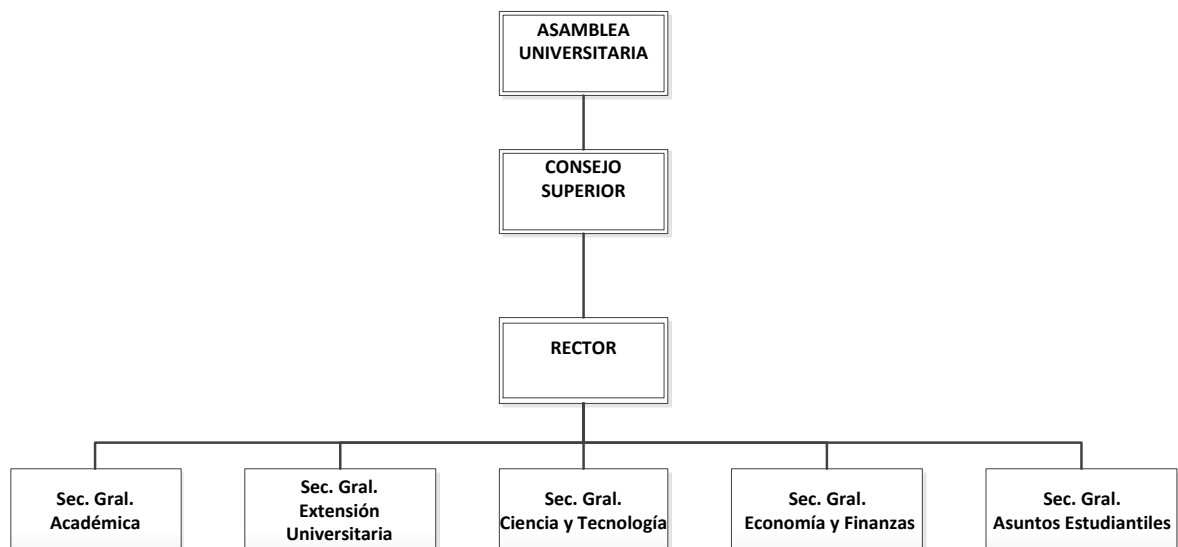 ASAMBLEA
UNIVERSITARIA
CONSEJO
SUPERIOR
RECTOR
Sec. Gral.
Académica
Sec. Gral.
Extensión
Universitaria
Sec. Gral.
Ciencia y Tecnología
Sec. Gral.
Economía y Finanzas
Sec. Gral.
Asuntos Estudiantiles